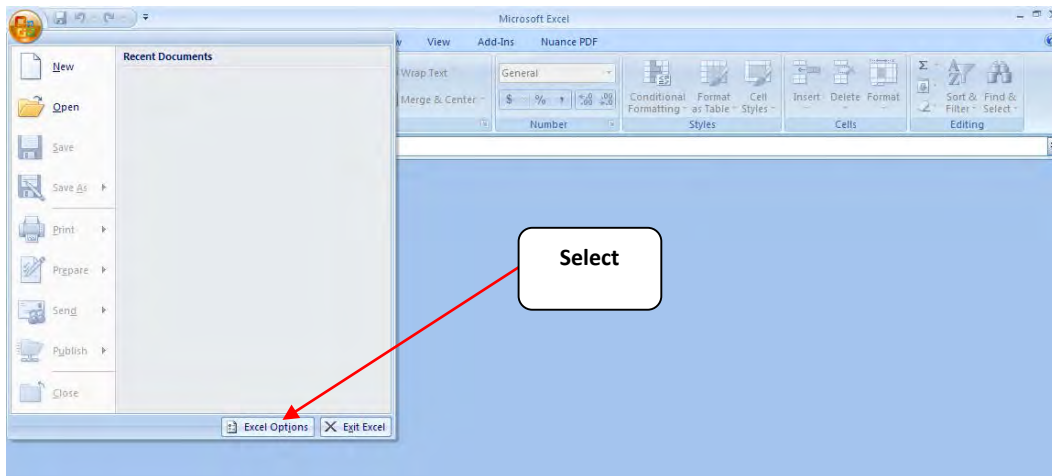 Microsoft Excel
View Add-Ins Nuance PDF
New
Recent Documents
Open
Save
Save As
Print
Prepare
Send
Publish
Close
Excel Options
Exit Excel
Wrap Text
Merge & Center
General
$ % ,
Number
Conditional Formatting
Format as Table
Cell Styles
Styles
Insert Delete Format
Cells
Σ
Sort & Filter
Find & Select
Editing
Select